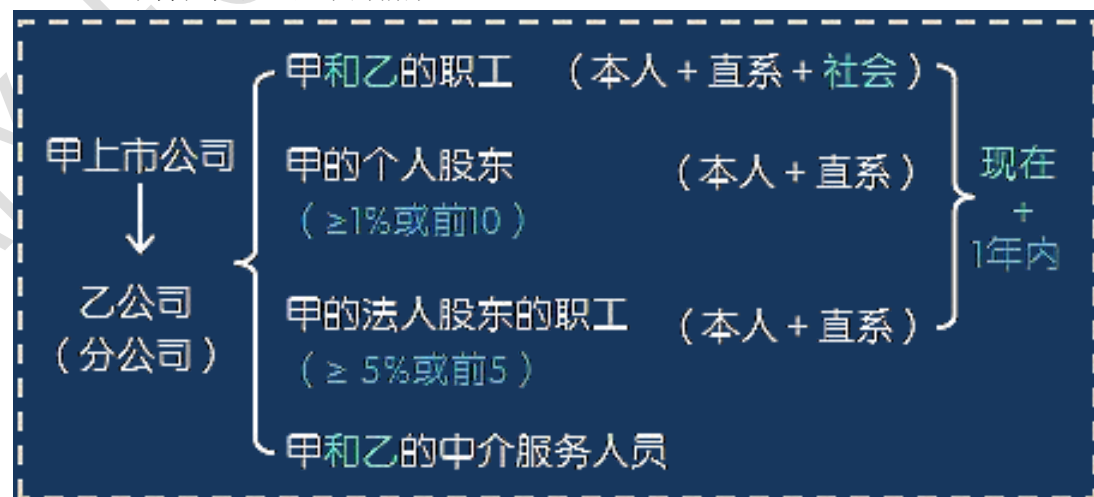 甲和乙的职工 （本人+直系+社会）
甲上市公司
甲的个人股东 （本人+直系）
（≥1%或前10）
现在
+
1年内
乙公司
（分公司）
甲的法人股东的职工 （本人+直系）
（≥ 5%或前5）
甲和乙的中介服务人员